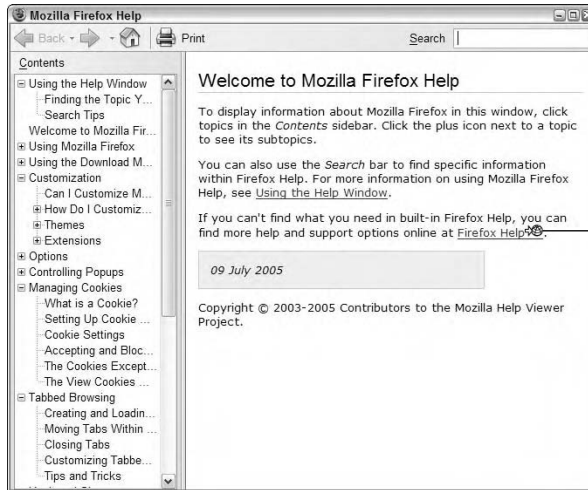 Mozilla Firefox Help
Back
Print
Search
Contents
Using the Help Window
Finding the Topic Y...
Search Tips
Welcome to Mozilla Fir...
Using Mozilla Firefox
Using the Download M...
Customization
Can I Customize M...
How Do I Customiz...
Themes
Extensions
Options
Controlling Popups
Managing Cookies
What is a Cookie?
Setting Up Cookie ...
Cookie Settings
Accepting and Bloc...
The Cookies Except...
The View Cookies ...
Tabbed Browsing
Creating and Loadin...
Moving Tabs Within ...
Closing Tabs
Customizing Tabbe...
Tips and Tricks
Welcome to Mozilla Firefox Help
To display information about Mozilla Firefox in this window, click
topics in the Contents sidebar. Click the plus icon next to a topic
to see its subtopics.
You can also use the Search bar to find specific information
within Firefox Help. For more information on using Mozilla Firefox
Help, see Using the Help Window.
If you can't find what you need in built-in Firefox Help, you can
find more help and support options online at Firefox Help.
09 July 2005
Copyright © 2003-2005 Contributors to the Mozilla Help Viewer
Project.